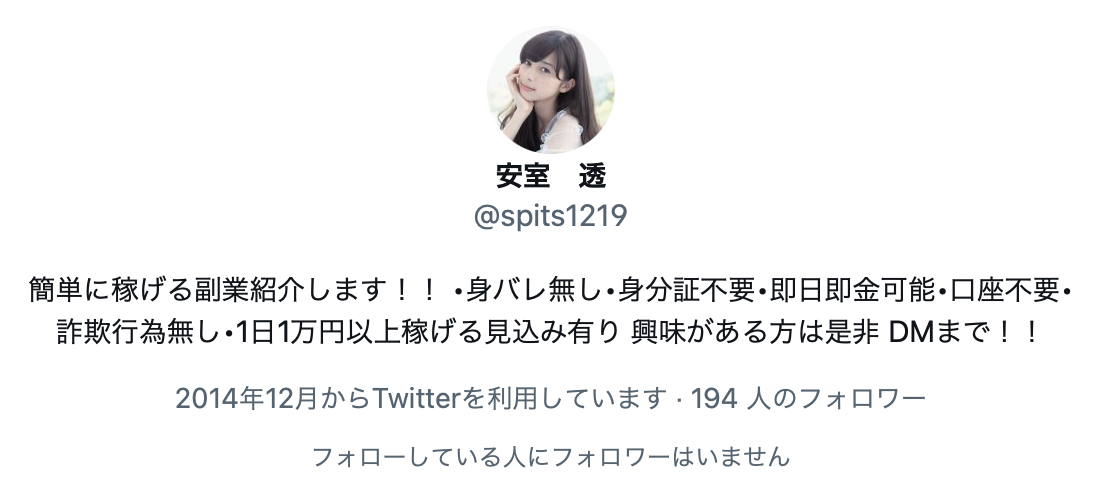 安室　透
@spits1219
簡単に稼げる副業紹介します！！ •身バレ無し•身分証不要•即日即金可能•口座不要•
詐欺行為無し•1日1万円以上稼げる見込み有り 興味がある方は是非 DMまで！！
2014年12月からTwitterを利用しています · 194 人のフォロワー
フォローしている人にフォロワーはいません